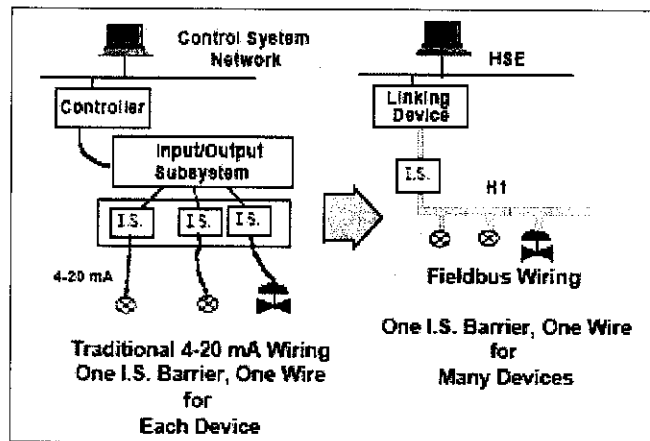 Control System
Network
Controller
Input/Output
Subsystem
I.S.
I.S.
I.S.
4-20 mA
Traditional 4-20 mA Wiring
One I.S. Barrier, One Wire
for
Each Device
HSE
Linking
Device
I.S.
H1
Fieldbus Wiring
One I.S. Barrier, One Wire
for
Many Devices